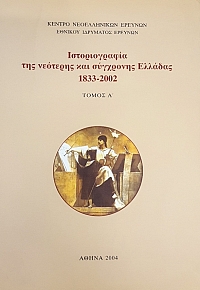 ΚΕΝΤΡΟ ΝΕΟΕΛΛΗΝΙΚΩΝ ΕΡΕΥΝΩΝ
ΕΘΝΙΚΟΥ ΙΔΡΥΜΑΤΟΣ ΕΡΕΥΝΩΝ
Ιστοριογραφία
της νεότερης και σύγχρονης Ελλάδας
1833-2002
ΤΟΜΟΣ Α΄
ΑΘΗΝΑ 2004